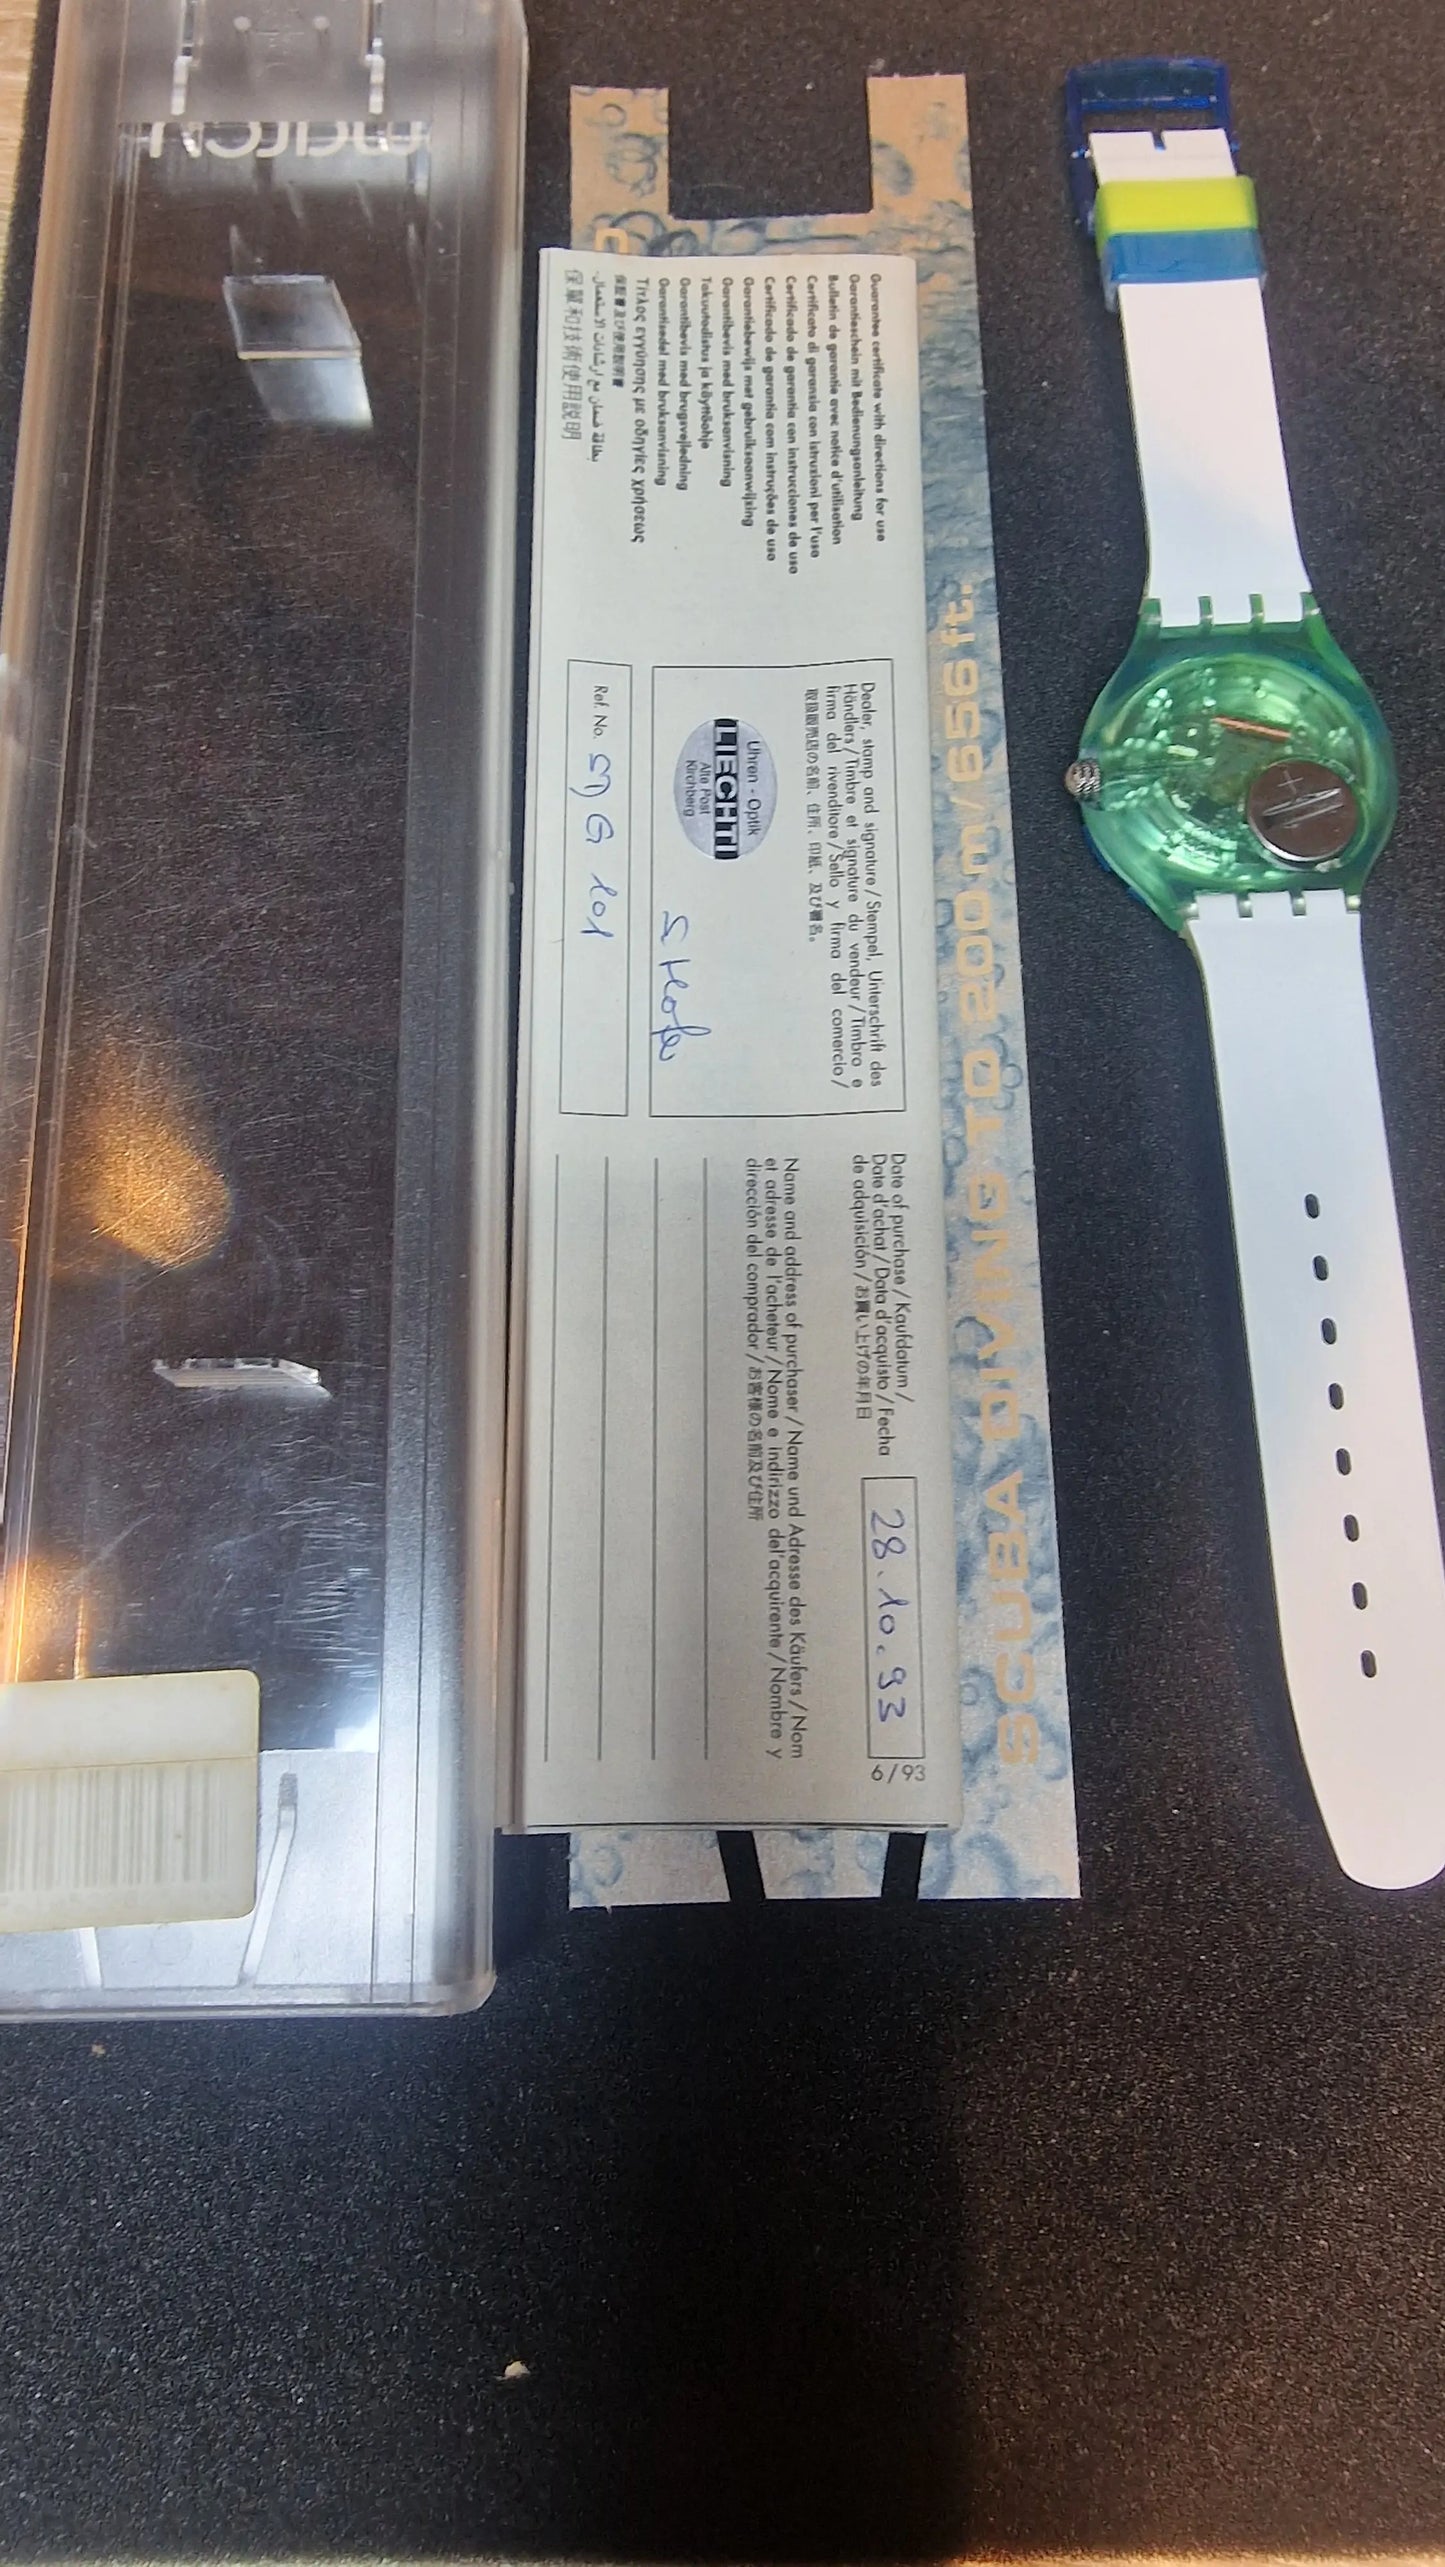 swatch
Guarantee certificate with directions for use
Garantieschein mit Bedienungsanleitung
Bulletin de garantie avec notice d'utilisation
Certificato di garanzia con istruzioni per l'uso
Certificado de garantía con instrucciones de uso
Certificado de garantia com instruções de uso
Garantiebewijs met gebruiksaanwijzing
Garantibevis med bruksanvisning
Takuutodistus ja käyttöohje
Garantibevis med brugsvejledning
Garantisedel med bruksanvisning
Τίτλος εγγύησης με οδηγίες χρήσεως
保証書及び使用説明書
بطاقة ضمان مع إرشادات الاستعمال.
保單和技術使用説明
Dealer, stamp and signature / Stempel, Unterschrift des
Händlers / Timbre et signature du vendeur / Timbro e
firma del rivenditore / Sello y firma del comercio /
取扱販売店の名前、住所、印紙、及び署名。
Uhren - Optik
LIECHTI
Alte Post
Kirchberg
Ref. No. SDG 101
Date of purchase / Kaufdatum /
Date d'achat / Data d'acquisto / Fecha
de adquisición / お買い上げの年月日
28.10.93
6/93
Name and address of purchaser / Name und Adresse des Käufers / Nom
et adresse de l'acheteur / Nome e indirizzo del'acquirente / Nombre y
dirección del comprador / お客様の名前及び住所
SCUBA DIVING TO 200m/656ft.
+